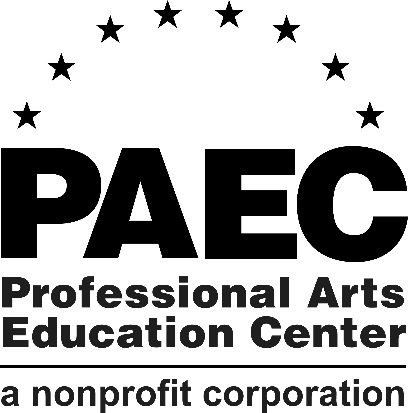 PAEC
Professional Arts
Education Center
a nonprofit corporation